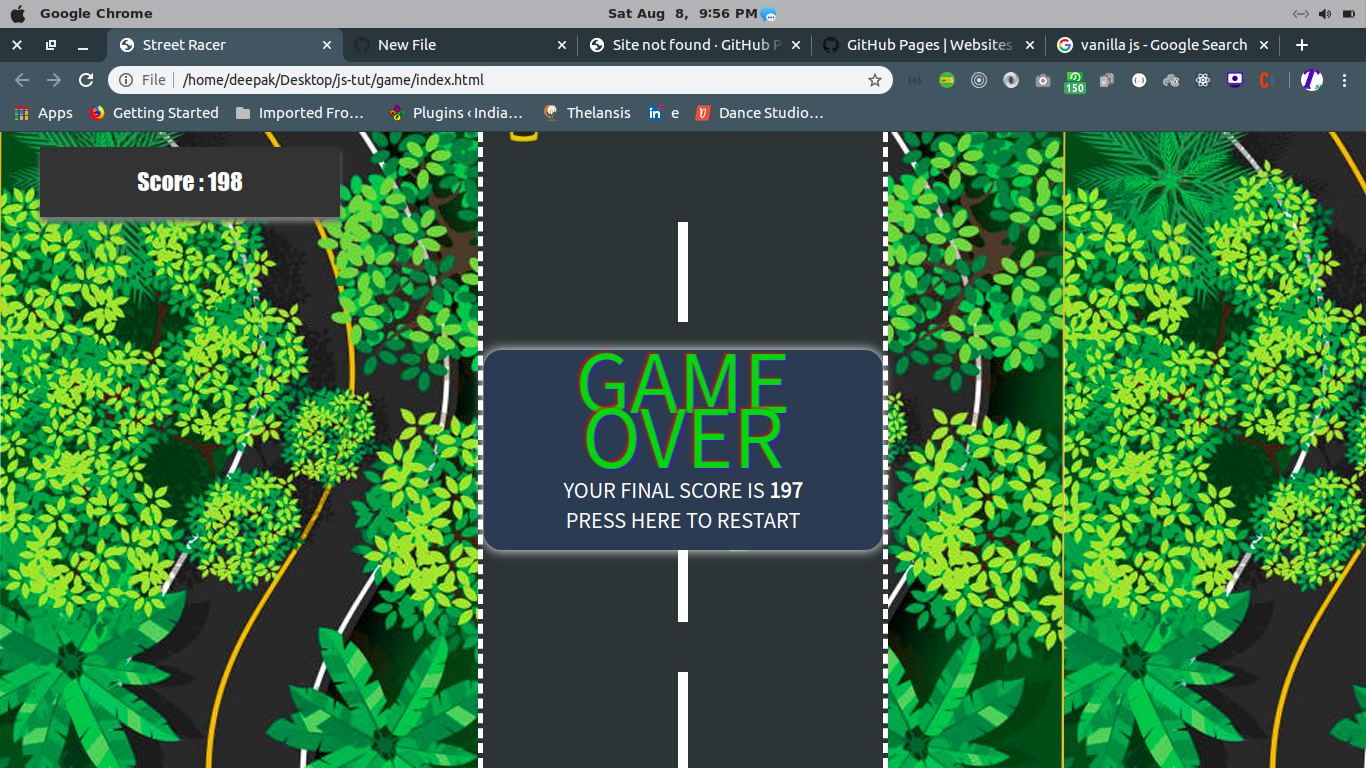 Google Chrome
Sat Aug 8, 9:56 PM
Street Racer
New File
Site not found · GitHub P
GitHub Pages | Websites
vanilla js - Google Search
File
/home/deepak/Desktop/js-tut/game/index.html
150
Apps
Getting Started
Imported Fro…
Plugins ‹ India…
Thelansis
in
e
Dance Studio…
Score : 198
GAME
OVER
YOUR FINAL SCORE IS 197
PRESS HERE TO RESTART